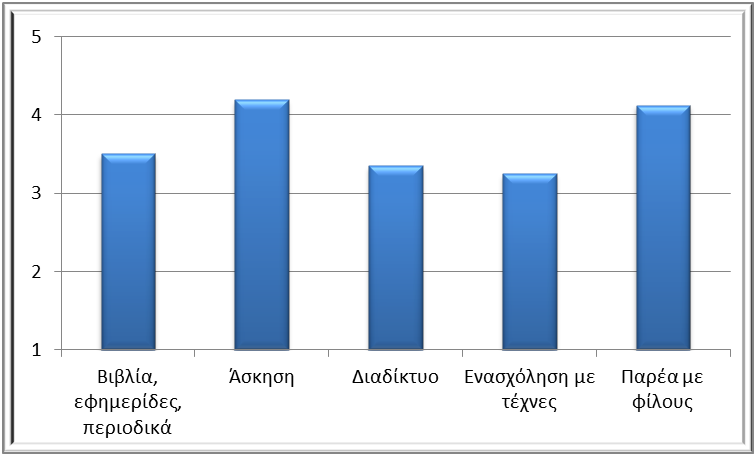 5
4
3
2
1
Βιβλία,
εφημερίδες,
περιοδικά
Άσκηση
Διαδίκτυο
Ενασχόληση με
τέχνες
Παρέα με
φίλους